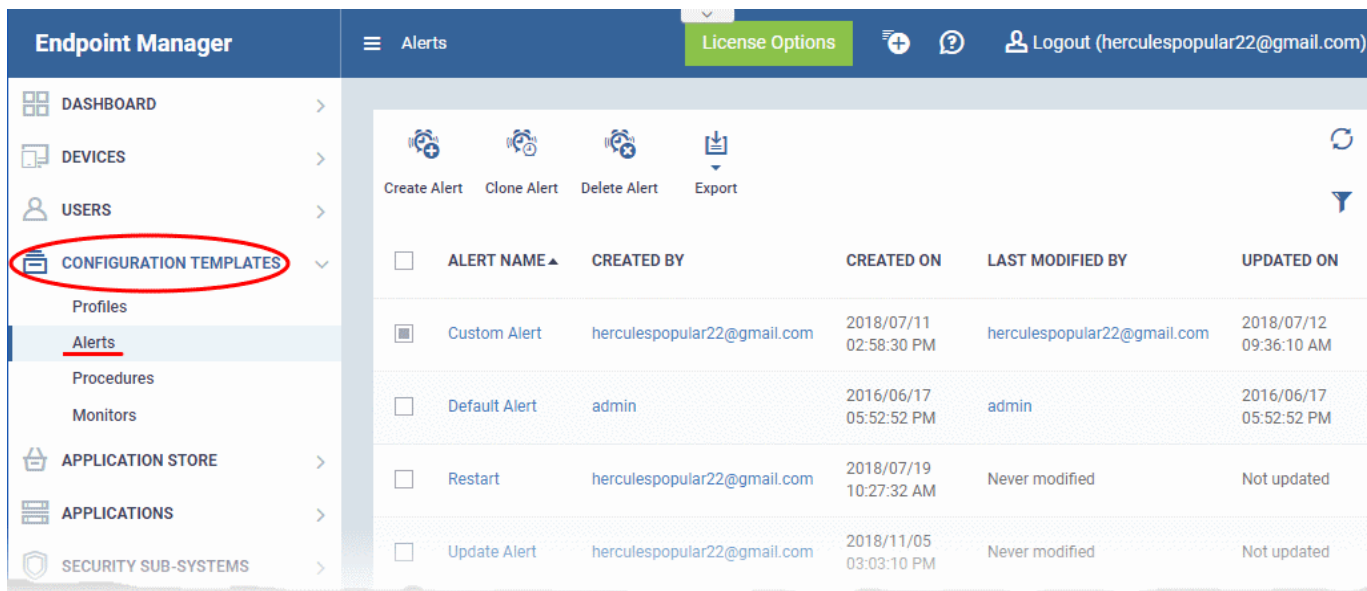 Endpoint Manager
Alerts
License Options
Logout (herculespopular22@gmail.com)
DASHBOARD
DEVICES
USERS
CONFIGURATION TEMPLATES
Profiles
Alerts
Procedures
Monitors
APPLICATION STORE
APPLICATIONS
SECURITY SUB-SYSTEMS
Create Alert
Clone Alert
Delete Alert
Export
ALERT NAME CREATED BY CREATED ON LAST MODIFIED BY UPDATED ON
Custom Alert herculespopular22@gmail.com 2018/07/11 herculespopular22@gmail.com 2018/07/12
02:58:30 PM 09:36:10 AM
Default Alert admin 2016/06/17 admin 2016/06/17
05:52:52 PM 05:52:52 PM
Restart herculespopular22@gmail.com 2018/07/19 Never modified Not updated
10:27:32 AM
Update Alert herculespopular22@gmail.com 2018/11/05 Never modified Not updated
03:03:10 PM